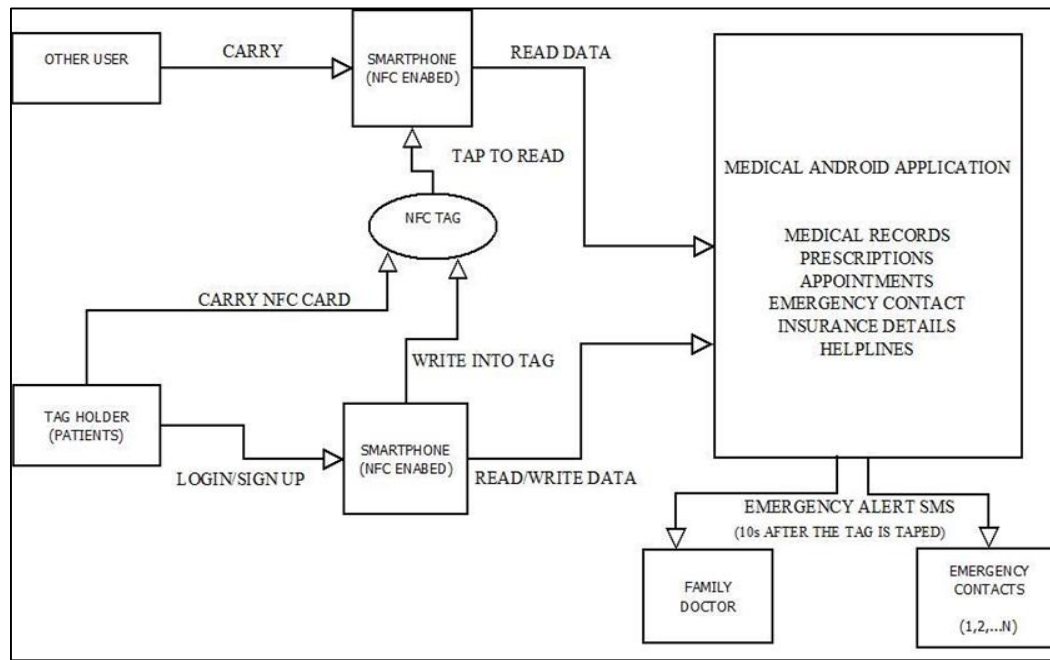 OTHER USER
CARRY
SMARTPHONE
(NFC ENABED)
READ DATA
TAP TO READ
NFC TAG
CARRY NFC CARD
WRITE INTO TAG
TAG HOLDER
(PATIENTS)
LOGIN/SIGN UP
SMARTPHONE
(NFC ENABED)
READ/WRITE DATA
MEDICAL ANDROID APPLICATION
MEDICAL RECORDS
PRESCRIPTIONS
APPOINTMENTS
EMERGENCY CONTACT
INSURANCE DETAILS
HELPLINES
EMERGENCY ALERT SMS
(10s AFTER THE TAG IS TAPED)
FAMILY
DOCTOR
EMERGENCY
CONTACTS
(1,2,...N)